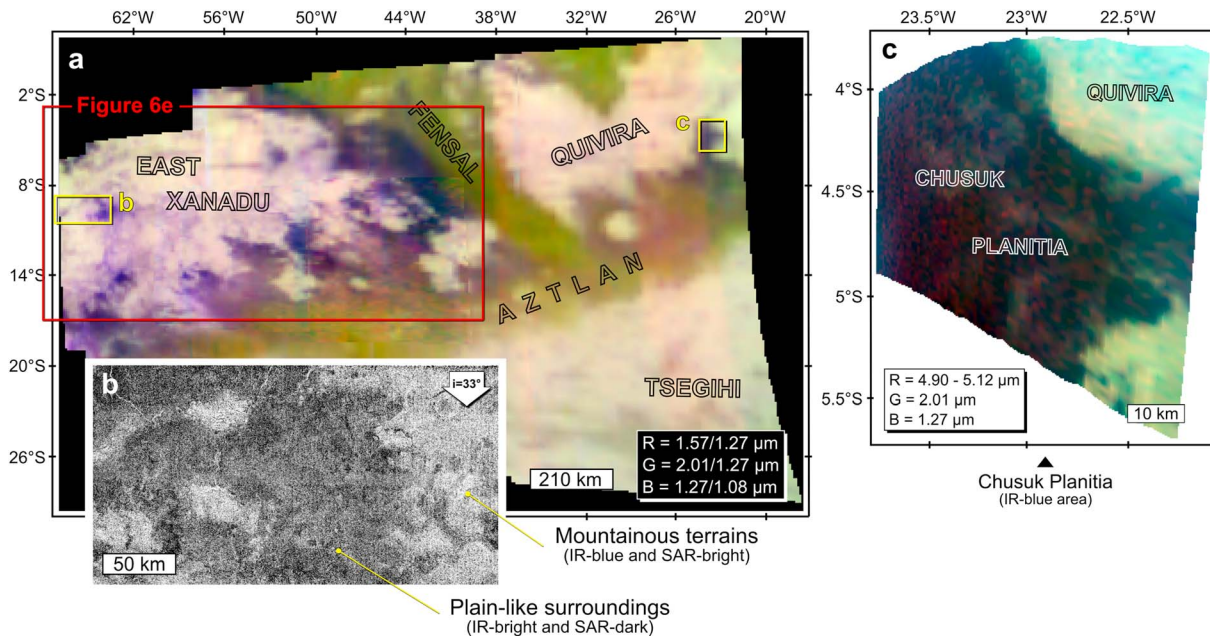 62°W 56°W 50°W 44°W 38°W 32°W 26°W 20°W
a
2°S
8°S
14°S
20°S
26°S
Figure 6e
EAST
XANADU
FENSAL
QUIVIRA
AZTLAN
TSEGIHI
b
c
R = 1.57/1.27 µm
G = 2.01/1.27 µm
B = 1.27/1.08 µm
210 km
b
i=33°
50 km
Mountainous terrains
(IR-blue and SAR-bright)
Plain-like surroundings
(IR-bright and SAR-dark)
23.5°W 22.9°W 22.5°W
c
4°S
4.5°S
5°S
5.5°S
QUIVIRA
CHUSUK
PLANITIA
R = 4.90 - 5.12 µm
G = 2.01 µm
B = 1.27 µm
10 km
Chusuk Planitia
(IR-blue area)